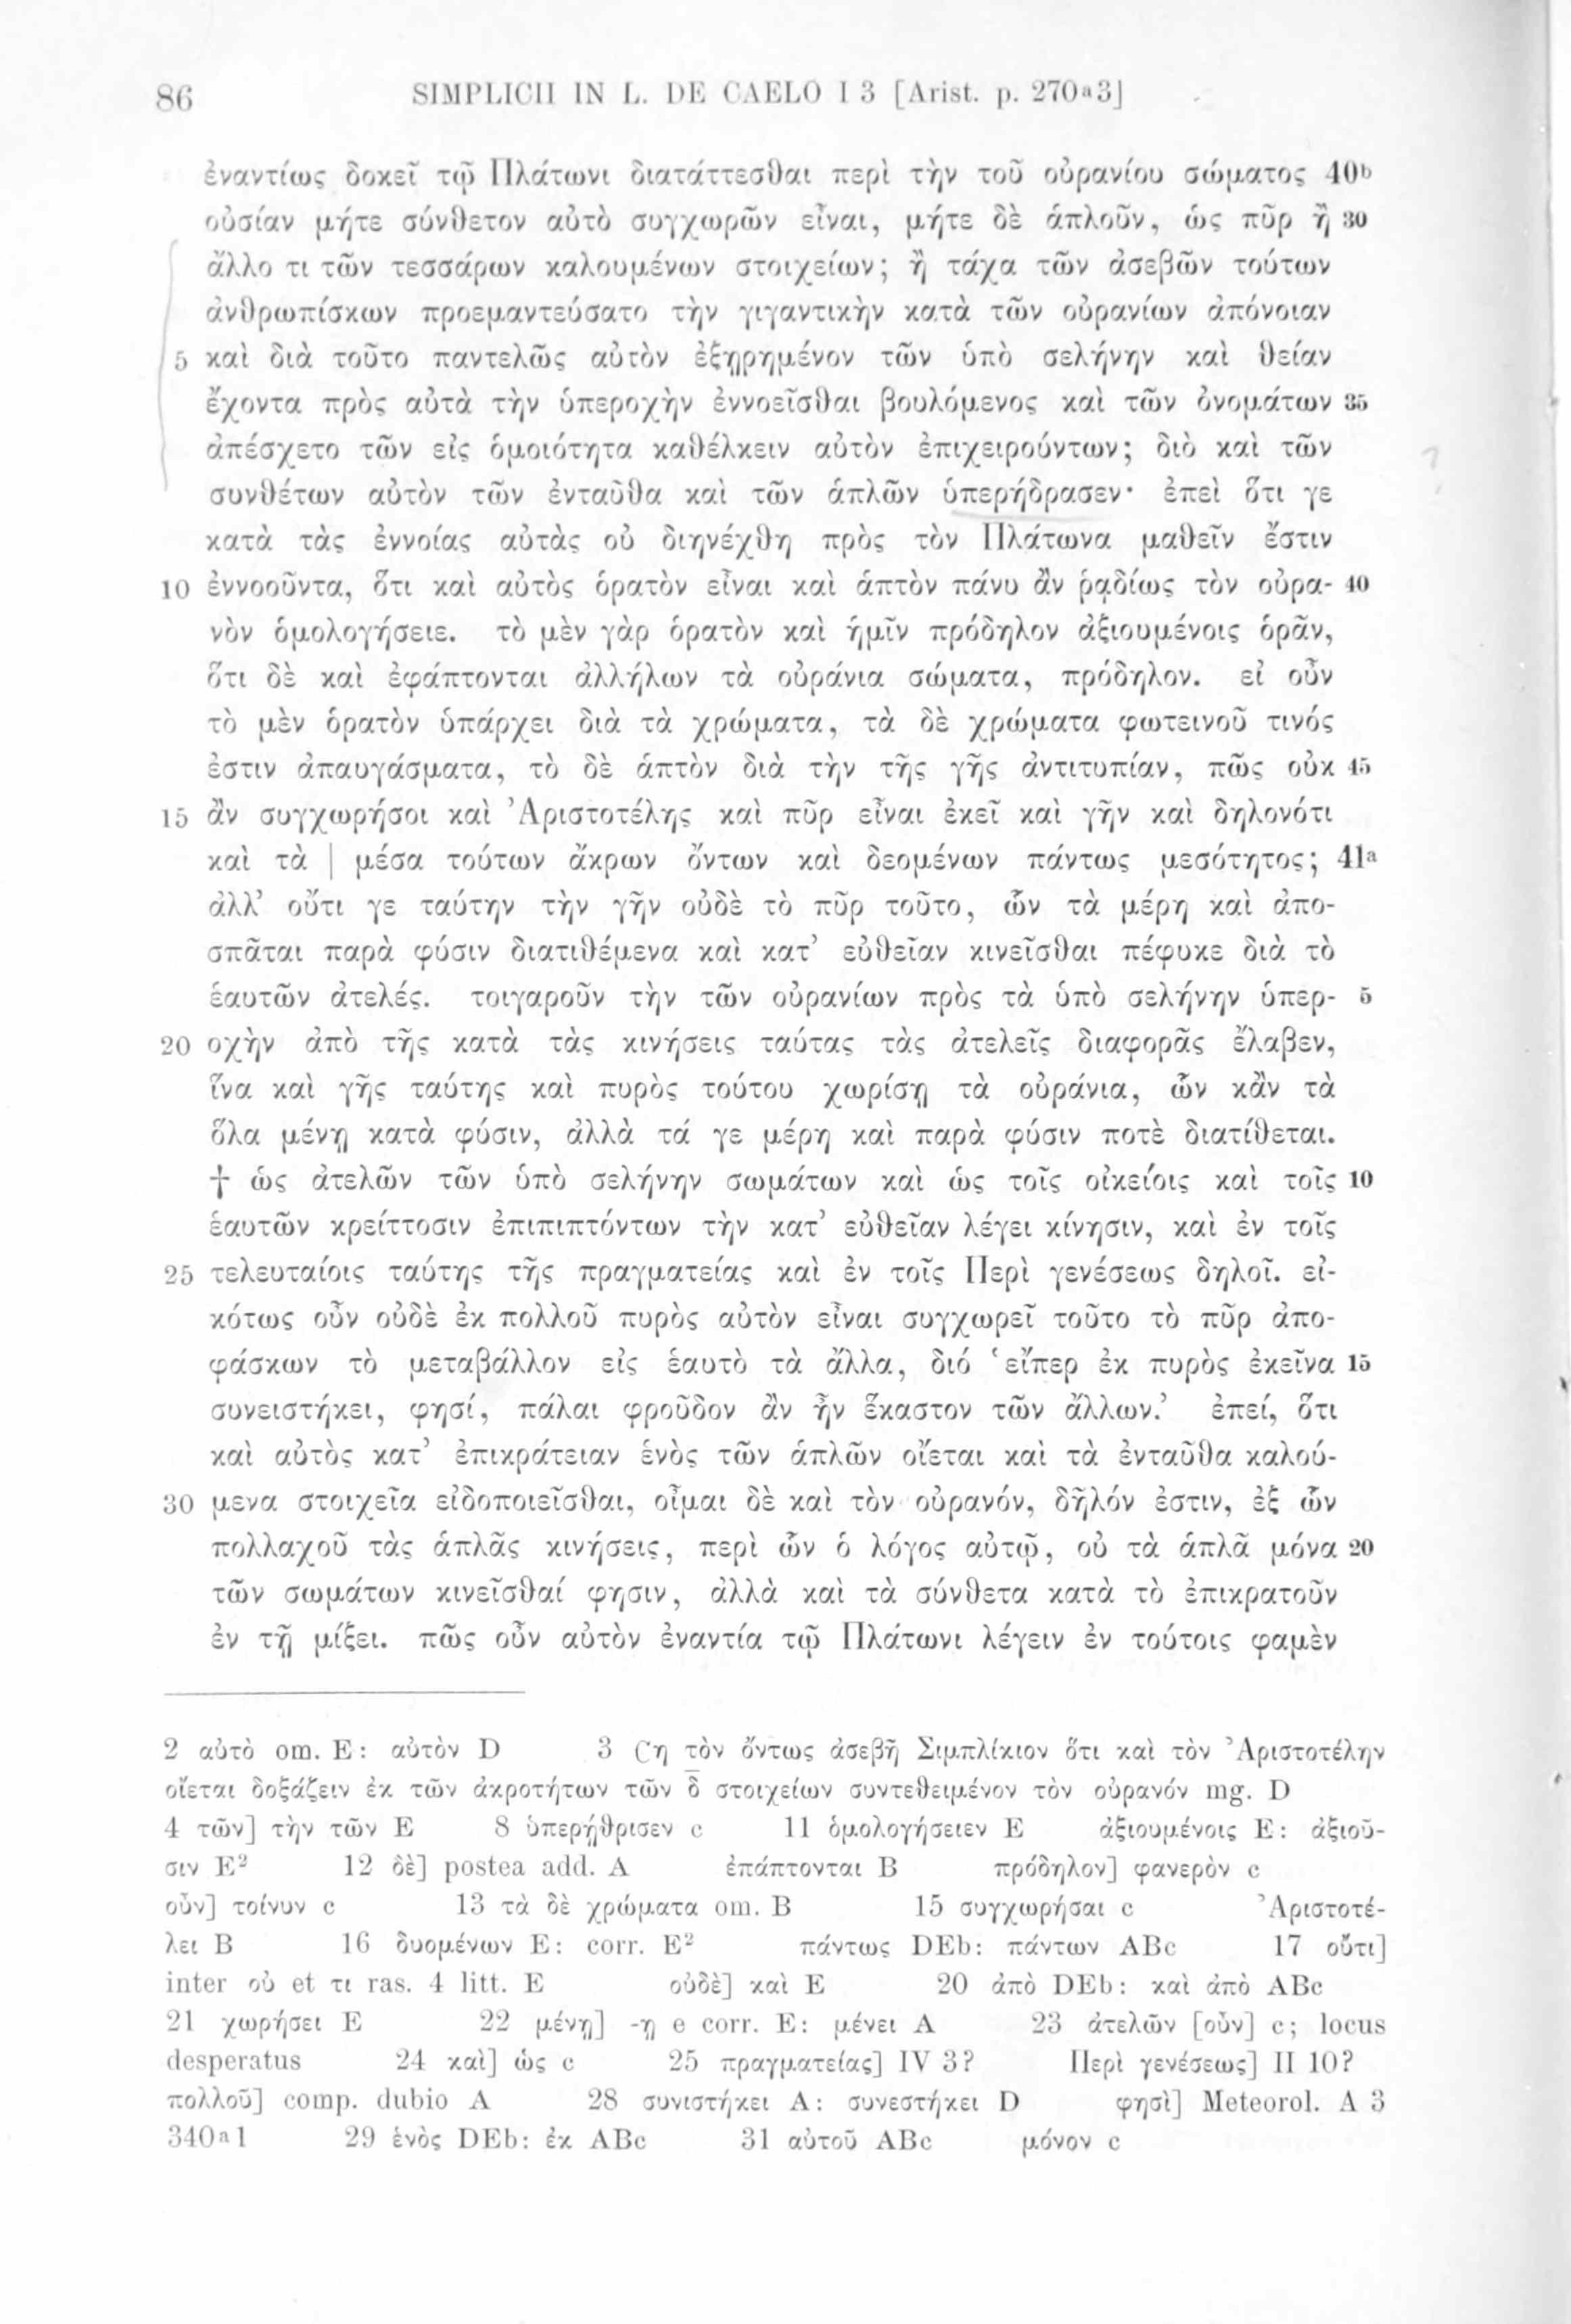 86 SIMPLICII IN L. DE CAELO I 3 [Arist. p. 270ª3]
ἐναντίως δοκεῖ τῷ Πλάτωνι διατάττεσθαι περὶ τὴν τοῦ οὐρανίου σώματος 40ᵇ
οὐσίαν μήτε σύνθετον αὐτὸ συγχωρῶν εἶναι, μήτε δὲ ἁπλοῦν, ὡς πῦρ ἢ 30
ἄλλο τι τῶν τεσσάρων καλουμένων στοιχείων; ἢ τάχα τῶν ἀσεβῶν τούτων
ἀνθρωπίσκων προεμαντεύσατο τὴν γιγαντικὴν κατὰ τῶν οὐρανίων ἀπόνοιαν
5 καὶ διὰ τοῦτο παντελῶς αὐτὸν ἐξῃρημένον τῶν ὑπὸ σελήνην καὶ θείαν
ἔχοντα πρὸς αὐτὰ τὴν ὑπεροχὴν ἐννοεῖσθαι βουλόμενος καὶ τῶν ὀνομάτων 35
ἀπέσχετο τῶν εἰς ὁμοιότητα καθέλκειν αὐτὸν ἐπιχειρούντων; διὸ καὶ τῶν
συνθέτων αὐτὸν τῶν ἐνταῦθα καὶ τῶν ἁπλῶν ὑπερήδρασεν· ἐπεὶ ὅτι γε
κατὰ τὰς ἐννοίας αὐτὰς οὐ διηνέχθη πρὸς τὸν Πλάτωνα μαθεῖν ἔστιν
10 ἐννοοῦντα, ὅτι καὶ αὐτὸς ὁρατὸν εἶναι καὶ ἁπτὸν πάνυ ἂν ῥᾳδίως τὸν οὐρα- 40
νὸν ὁμολογήσειε. τὸ μὲν γὰρ ὁρατὸν καὶ ἡμῖν πρόδηλον ἀξιουμένοις ὁρᾶν,
ὅτι δὲ καὶ ἐφάπτονται ἀλλήλων τὰ οὐράνια σώματα, πρόδηλον. εἰ οὖν
τὸ μὲν ὁρατὸν ὑπάρχει διὰ τὰ χρώματα, τὰ δὲ χρώματα φωτεινοῦ τινός
ἐστιν ἀπαυγάσματα, τὸ δὲ ἁπτὸν διὰ τὴν τῆς γῆς ἀντιτυπίαν, πῶς οὐκ 45
15 ἂν συγχωρήσοι καὶ Ἀριστοτέλης καὶ πῦρ εἶναι ἐκεῖ καὶ γῆν καὶ δηλονότι
καὶ τὰ | μέσα τούτων ἄκρων ὄντων καὶ δεομένων πάντως μεσότητος; 41ª
ἀλλ’ οὔτι γε ταύτην τὴν γῆν οὐδὲ τὸ πῦρ τοῦτο, ὧν τὰ μέρη καὶ ἀπο-
σπᾶται παρὰ φύσιν διατιθέμενα καὶ κατ’ εὐθεῖαν κινεῖσθαι πέφυκε διὰ τὸ
ἑαυτῶν ἀτελές. τοιγαροῦν τὴν τῶν οὐρανίων πρὸς τὰ ὑπὸ σελήνην ὑπερ- 5
20 οχὴν ἀπὸ τῆς κατὰ τὰς κινήσεις ταύτας τὰς ἀτελεῖς διαφορᾶς ἔλαβεν,
ἵνα καὶ γῆς ταύτης καὶ πυρὸς τούτου χωρίσῃ τὰ οὐράνια, ὧν κἂν τὰ
ὅλα μένῃ κατὰ φύσιν, ἀλλὰ τά γε μέρη καὶ παρὰ φύσιν ποτὲ διατίθεται.
† ὡς ἀτελῶν τῶν ὑπὸ σελήνην σωμάτων καὶ ὡς τοῖς οἰκείοις καὶ τοῖς 10
ἑαυτῶν κρείττοσιν ἐπιπιπτόντων τὴν κατ’ εὐθεῖαν λέγει κίνησιν, καὶ ἐν τοῖς
25 τελευταίοις ταύτης τῆς πραγματείας καὶ ἐν τοῖς Περὶ γενέσεως δηλοῖ. εἰ-
κότως οὖν οὐδὲ ἐκ πολλοῦ πυρὸς αὐτὸν εἶναι συγχωρεῖ τοῦτο τὸ πῦρ ἀπο-
φάσκων τὸ μεταβάλλον εἰς ἑαυτὸ τὰ ἄλλα, διό ‘εἴπερ ἐκ πυρὸς ἐκεῖνα 15
συνειστήκει, φησί, πάλαι φροῦδον ἂν ἦν ἕκαστον τῶν ἄλλων.’ ἐπεί, ὅτι
καὶ αὐτὸς κατ’ ἐπικράτειαν ἑνὸς τῶν ἁπλῶν οἴεται καὶ τὰ ἐνταῦθα καλού-
30 μενα στοιχεῖα εἰδοποιεῖσθαι, οἶμαι δὲ καὶ τὸν οὐρανόν, δῆλόν ἐστιν, ἐξ ὧν
πολλαχοῦ τὰς ἁπλᾶς κινήσεις, περὶ ὧν ὁ λόγος αὐτῷ, οὐ τὰ ἁπλᾶ μόνα 20
τῶν σωμάτων κινεῖσθαί φησιν, ἀλλὰ καὶ τὰ σύνθετα κατὰ τὸ ἐπικρατοῦν
ἐν τῇ μίξει. πῶς οὖν αὐτὸν ἐναντία τῷ Πλάτωνι λέγειν ἐν τούτοις φαμὲν
2 αὐτὸ om. E: αὐτὸν D 3 ση τὸν ὄντως ἀσεβῆ Σιμπλίκιον ὅτι καὶ τὸν Ἀριστοτέλην
οἴεται δοξάζειν ἐκ τῶν ἀκροτήτων τῶν δ̄ στοιχείων συντεθειμένον τὸν οὐρανόν mg. D
4 τῶν] τὴν τῶν E 8 ὑπερῄθρισεν c 11 ὁμολογήσειεν E ἀξιουμένοις E: ἀξιοῦ-
σιν E² 12 δὲ] postea add. A ἐπάπτονται B πρόδηλον] φανερὸν c
οὖν] τοίνυν c 13 τὰ δὲ χρώματα om. B 15 συγχωρήσαι c Ἀριστοτέ-
λει B 16 δυομένων E: corr. E² πάντως DEb: πάντων ABc 17 οὔτι]
inter οὐ et τι ras. 4 litt. E οὐδὲ] καὶ E 20 ἀπὸ DEb: καὶ ἀπὸ ABc
21 χωρήσει E 22 μένῃ] -ῃ e corr. E: μένει A 23 ἀτελῶν [οὖν] c; locus
desperatus 24 καὶ] ὡς c 25 πραγματείας] IV 3? Περὶ γενέσεως] II 10?
πολλοῦ] comp. dubio A 28 συνιστήκει A: συνεστήκει D φησὶ] Meteorol. A 3
340ª1 29 ἑνὸς DEb: ἐκ ABc 31 αὐτοῦ ABc μόνον c